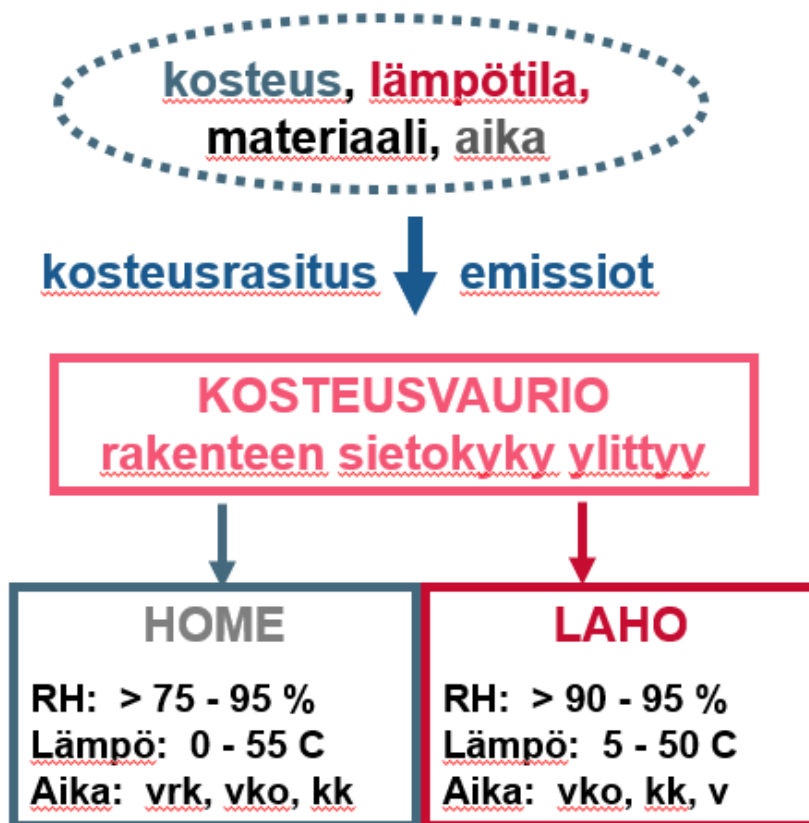 kosteus, lämpötila,
materiaali, aika
kosteusrasitus emissiot
KOSTEUSVAURIO
rakenteen sietokyky ylittyy
HOME
RH: > 75 - 95 %
Lämpö: 0 - 55 C
Aika: vrk, vko, kk
LAHO
RH: > 90 - 95 %
Lämpö: 5 - 50 C
Aika: vko, kk, v